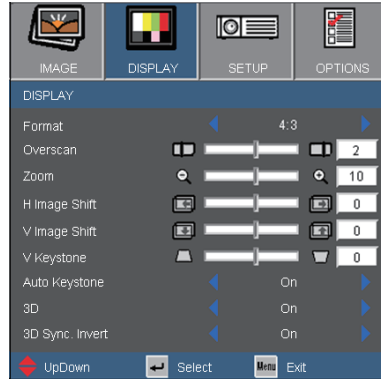 IMAGE DISPLAY SETUP OPTIONS
DISPLAY
Format 4:3
Overscan 2
Zoom 10
H Image Shift 0
V Image Shift 0
V Keystone 0
Auto Keystone On
3D On
3D Sync. Invert On
UpDown Select Menu Exit